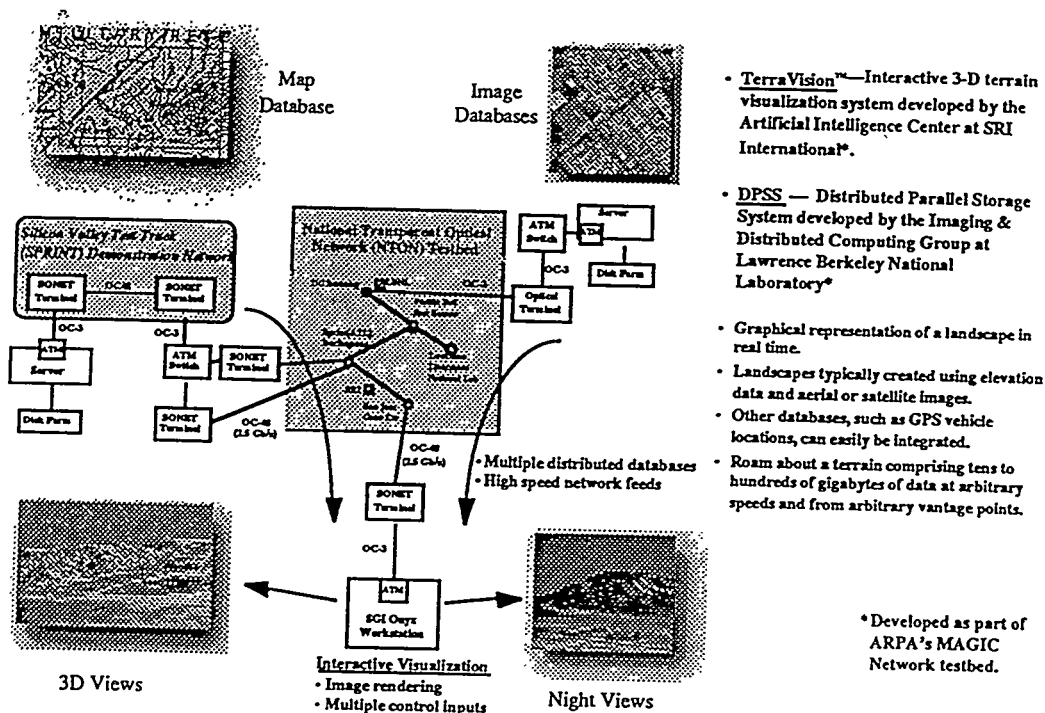 Map
Database
Image
Databases
• TerraVision™—Interactive 3-D terrain
visualization system developed by the
Artificial Intelligence Center at SRI
International*.
• DPSS — Distributed Parallel Storage
System developed by the Imaging &
Distributed Computing Group at
Lawrence Berkeley National
Laboratory*
• Graphical representation of a landscape in
real time.
• Landscapes typically created using elevation
data and aerial or satellite images.
• Other databases, such as GPS vehicle
locations, can easily be integrated.
• Roam about a terrain comprising tens to
hundreds of gigabytes of data at arbitrary
speeds and from arbitrary vantage points.
*Developed as part of
ARPA's MAGIC
Network testbed.
Silicon Valley Test Track
(SPRINT) Demonstration Network
SONET
Terminal
OC-48
SONET
Terminal
OC-3
ATM
Server
Disk Farm
OC-3
ATM
Switch
SONET
Terminal
SONET
Terminal
National Transparent Optical
Network (NTON) Testbed
OC-3
Optical
Terminal
OC-3
ATM
Switch
Server
ATM
Disk Farm
OC-48
(2.5 Gb/s)
OC-48
(2.5 Gb/s)
• Multiple distributed databases
• High speed network feeds
SONET
Terminal
OC-3
ATM
SGI Onyx
Workstation
Interactive Visualization
• Image rendering
• Multiple control inputs
3D Views
Night Views